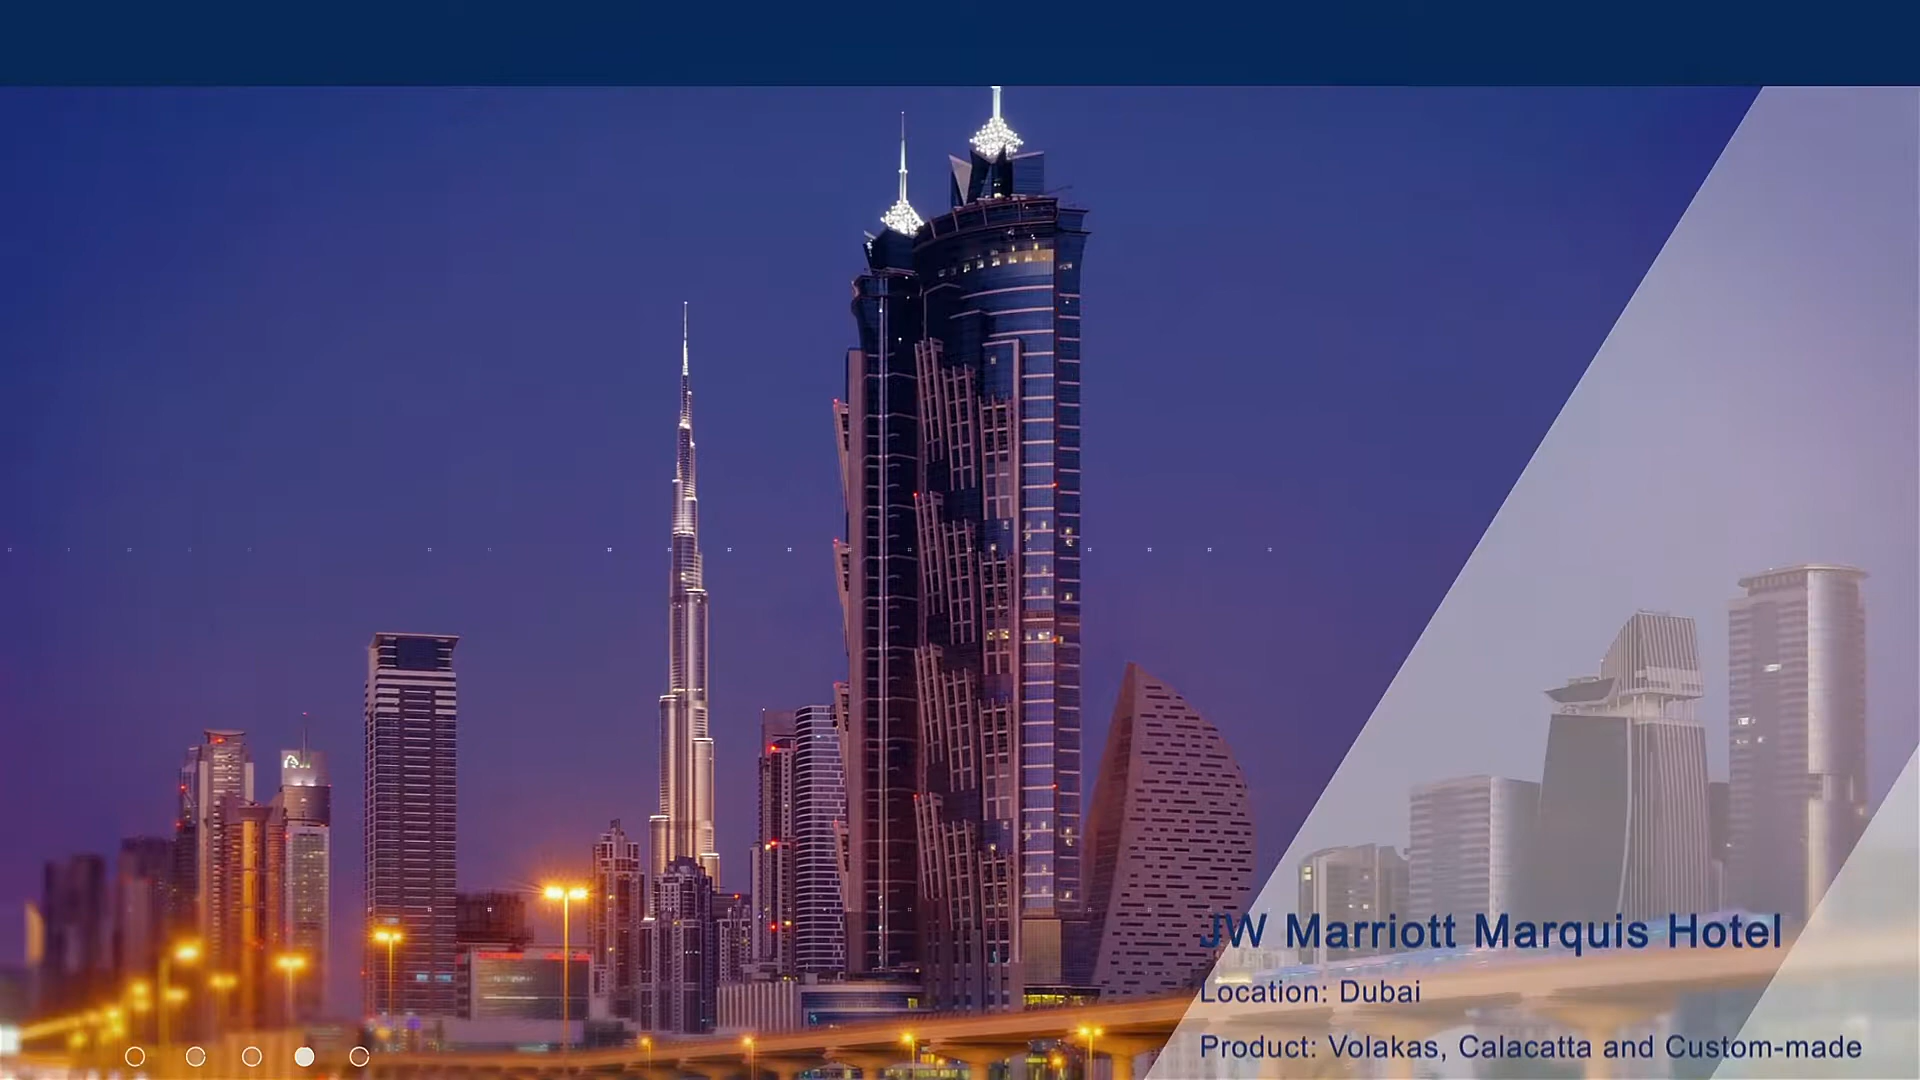 JW Marriott Marquis Hotel
Location: Dubai
Product: Volakas, Calacatta and Custom-made